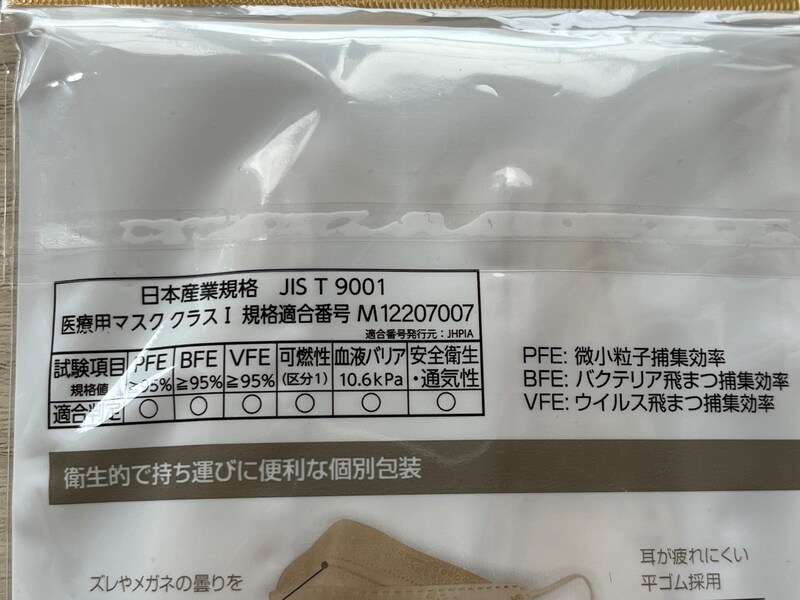 日本産業規格 JIS T 9001
医療用マスク クラスⅠ 規格適合番号 M12207007
適合番号発行元：JHPIA
試験項目 PFE BFE VFE 可燃性 血液バリア 安全衛生
規格値 ≧95% ≧95% ≧95% (区分1) 10.6kPa ・通気性
適合判定 ○ ○ ○ ○ ○ ○
PFE: 微小粒子捕集効率
BFE: バクテリア飛まつ捕集効率
VFE: ウイルス飛まつ捕集効率
衛生的で持ち運びに便利な個別包装
ズレやメガネの曇りを
耳が疲れにくい
平ゴム採用